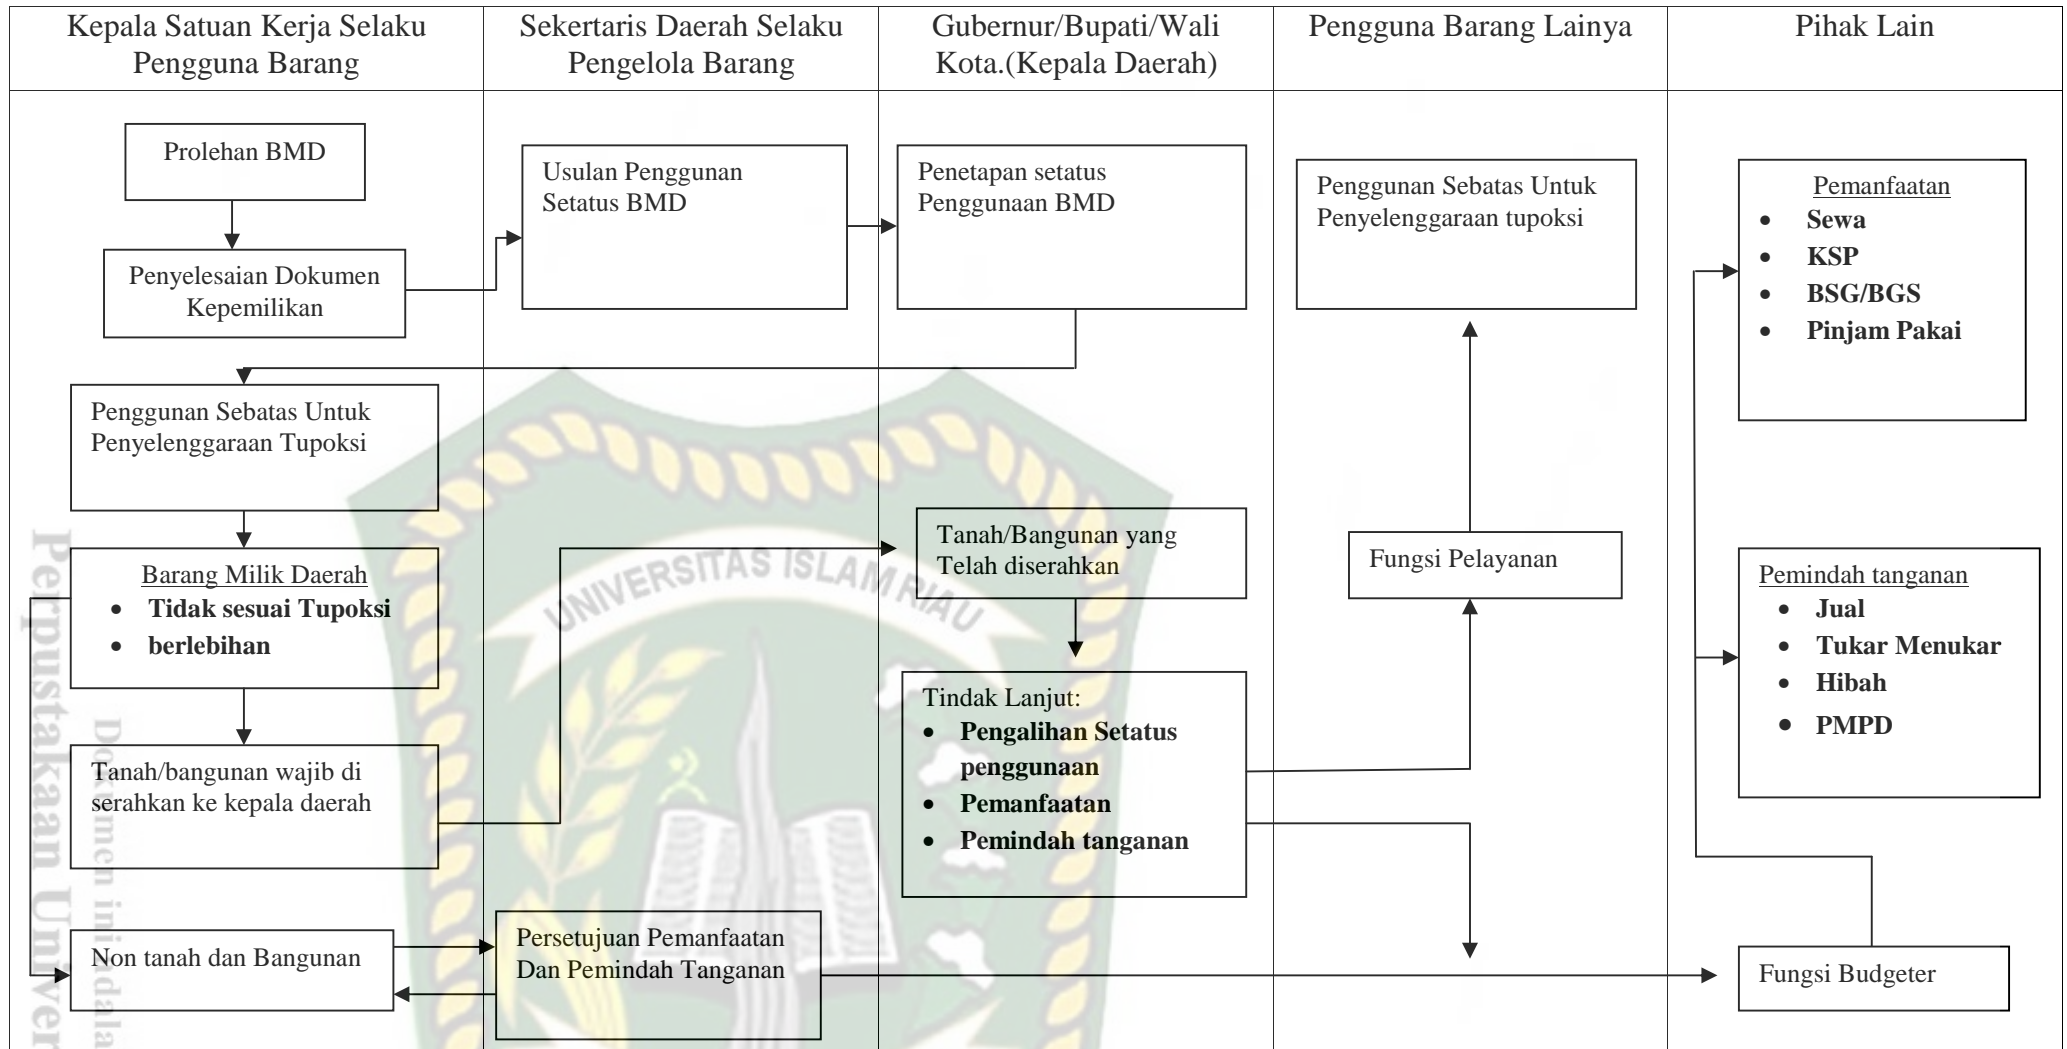 Kepala Satuan Kerja Selaku
Pengguna Barang
Sekertaris Daerah Selaku
Pengelola Barang
Gubernur/Bupati/Wali
Kota.(Kepala Daerah)
Pengguna Barang Lainya
Pihak Lain
Prolehan BMD
Penyelesaian Dokumen
Kepemilikan
Usulan Penggunan
Setatus BMD
Penetapan setatus
Penggunaan BMD
Penggunan Sebatas Untuk
Penyelenggaraan tupoksi
Pemanfaatan
• Sewa
• KSP
• BSG/BGS
• Pinjam Pakai
Penggunan Sebatas Untuk
Penyelenggaraan Tupoksi
Barang Milik Daerah
• Tidak sesuai Tupoksi
• berlebihan
Tanah/Bangunan yang
Telah diserahkan
Fungsi Pelayanan
Pemindah tanganan
• Jual
• Tukar Menukar
• Hibah
• PMPD
Tindak Lanjut:
• Pengalihan Setatus
penggunaan
• Pemanfaatan
• Pemindah tanganan
Tanah/bangunan wajib di
serahkan ke kepala daerah
Non tanah dan Bangunan
Persetujuan Pemanfaatan
Dan Pemindah Tanganan
Fungsi Budgeter
UNIVERSITAS ISLAM RIAU
Perpustakaan Univer
Dokumen ini adala